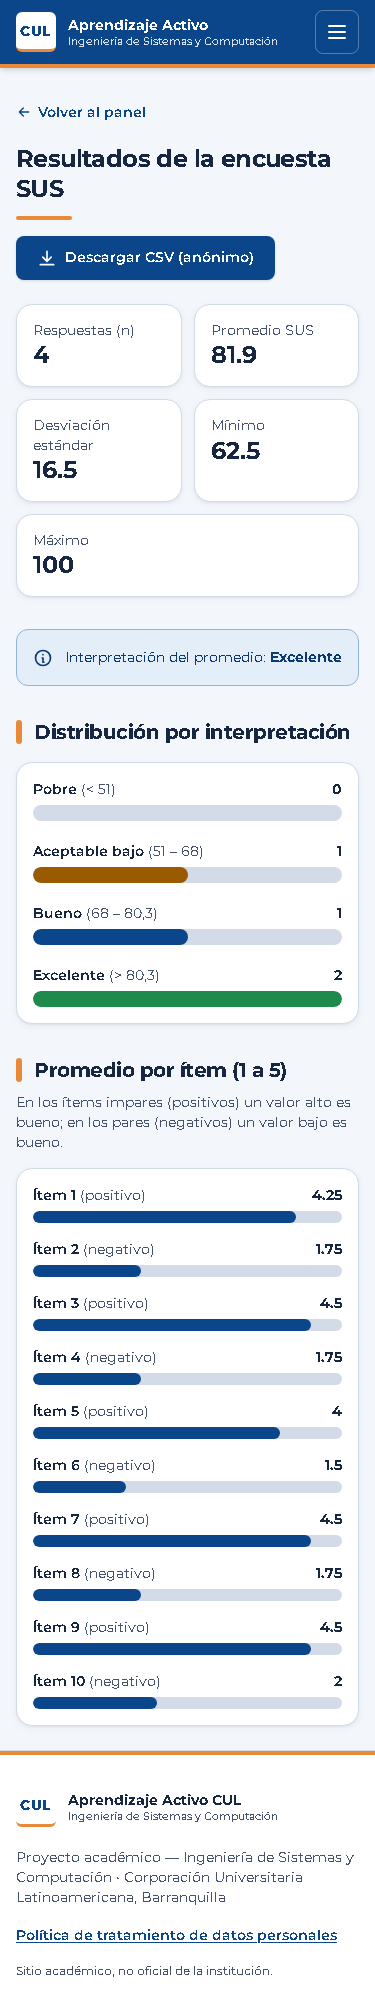 CUL
Aprendizaje Activo
Ingeniería de Sistemas y Computación
← Volver al panel
Resultados de la encuesta
SUS
Descargar CSV (anónimo)
Respuestas (n)
4
Promedio SUS
81.9
Desviación
estándar
16.5
Mínimo
62.5
Máximo
100
Interpretación del promedio: Excelente
Distribución por interpretación
Pobre (< 51) 0
Aceptable bajo (51 – 68) 1
Bueno (68 – 80,3) 1
Excelente (> 80,3) 2
Promedio por ítem (1 a 5)
En los ítems impares (positivos) un valor alto es
bueno; en los pares (negativos) un valor bajo es
bueno.
Ítem 1 (positivo) 4.25
Ítem 2 (negativo) 1.75
Ítem 3 (positivo) 4.5
Ítem 4 (negativo) 1.75
Ítem 5 (positivo) 4
Ítem 6 (negativo) 1.5
Ítem 7 (positivo) 4.5
Ítem 8 (negativo) 1.75
Ítem 9 (positivo) 4.5
Ítem 10 (negativo) 2
CUL
Aprendizaje Activo CUL
Ingeniería de Sistemas y Computación
Proyecto académico — Ingeniería de Sistemas y
Computación · Corporación Universitaria
Latinoamericana, Barranquilla
Política de tratamiento de datos personales
Sitio académico, no oficial de la institución.